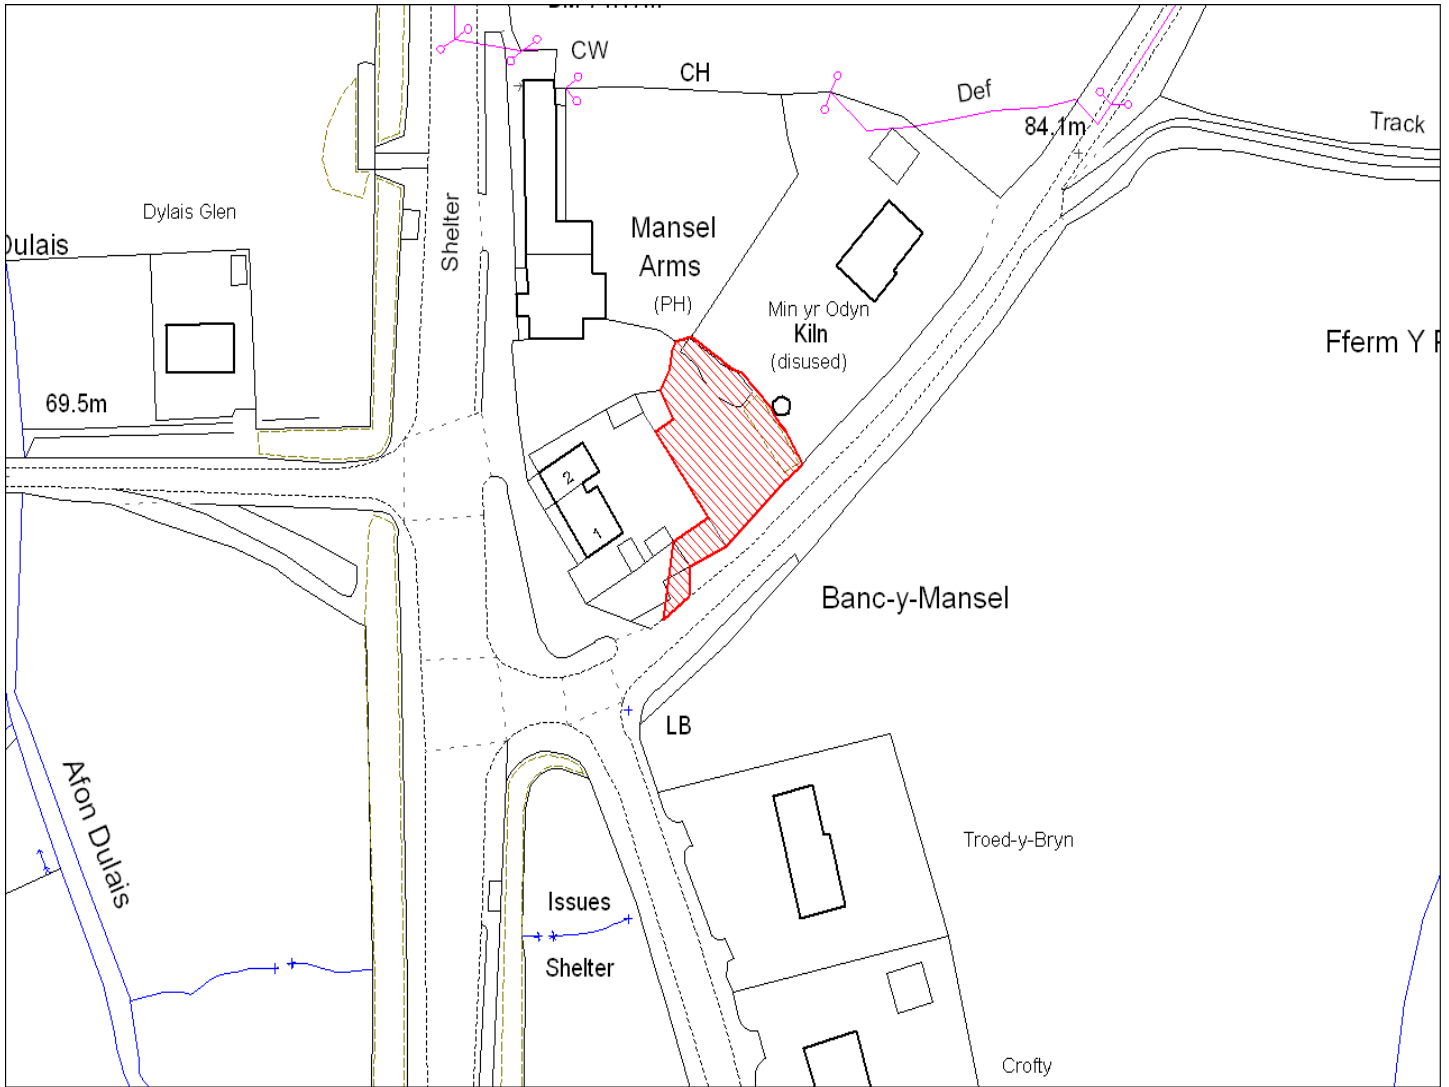 CW
CH
Def
84.1m
Track
Dylais Glen
Dulais
Shelter
Mansel
Arms
(PH)
Min yr Odyn
Kiln
(disused)
Fferm Y
69.5m
2
1
Banc-y-Mansel
LB
Afon Dulais
Troed-y-Bryn
Issues
Shelter
Crofty